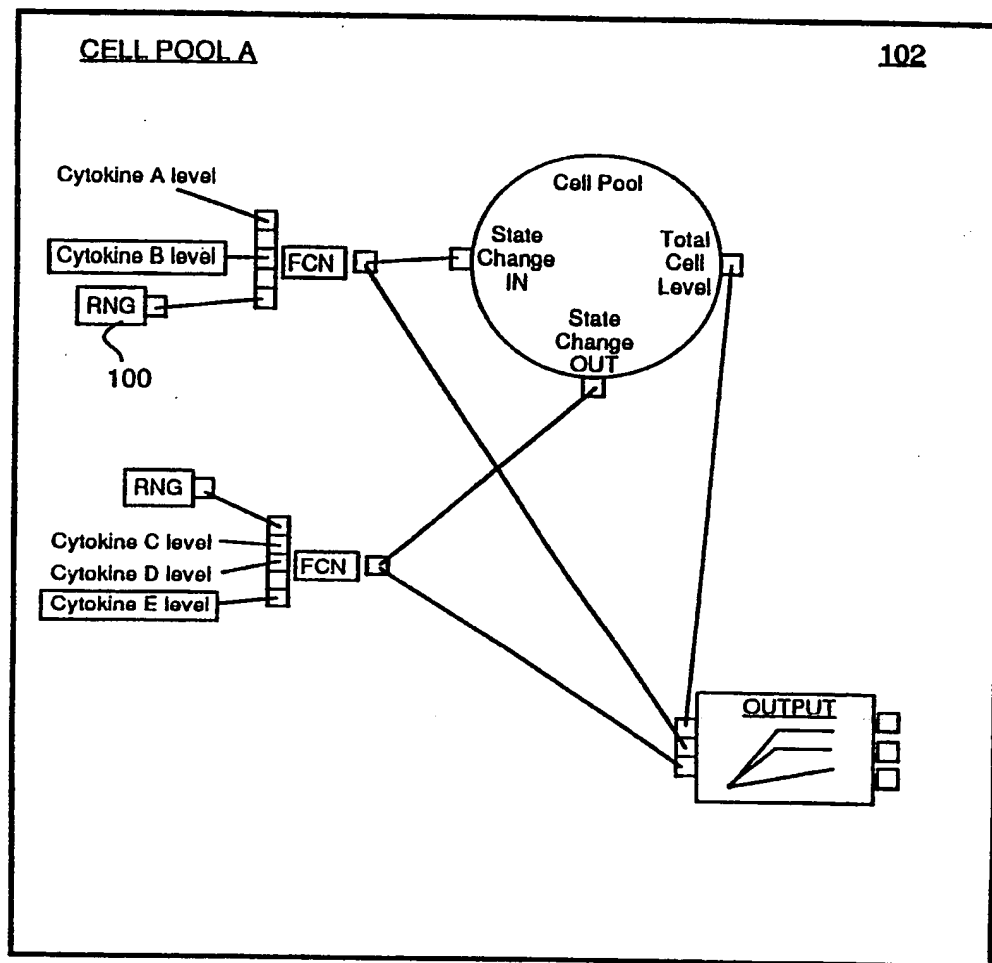 CELL POOL A
102
Cytokine A level
Cytokine B level
RNG
100
FCN
Cell Pool
State
Change
IN
Total
Cell
Level
State
Change
OUT
RNG
Cytokine C level
Cytokine D level
Cytokine E level
FCN
OUTPUT